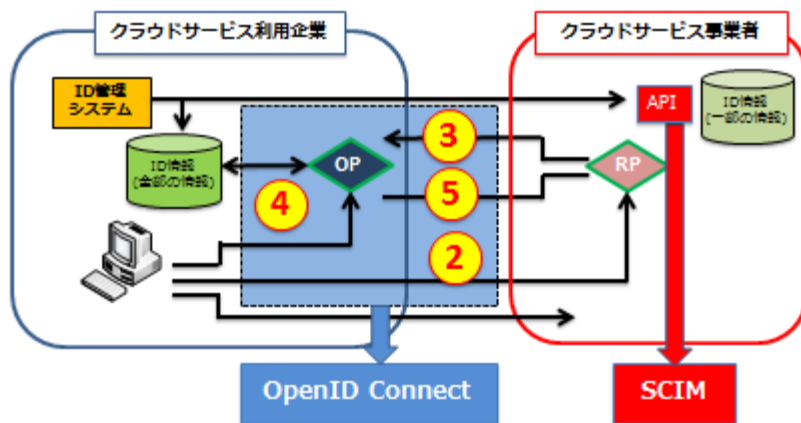 クラウドサービス利用企業
クラウドサービス事業者
ID管理
システム
API
ID情報
(一部の情報)
③
ID情報
(全部の情報)
OP
RP
④
⑤
②
OpenID Connect
SCIM